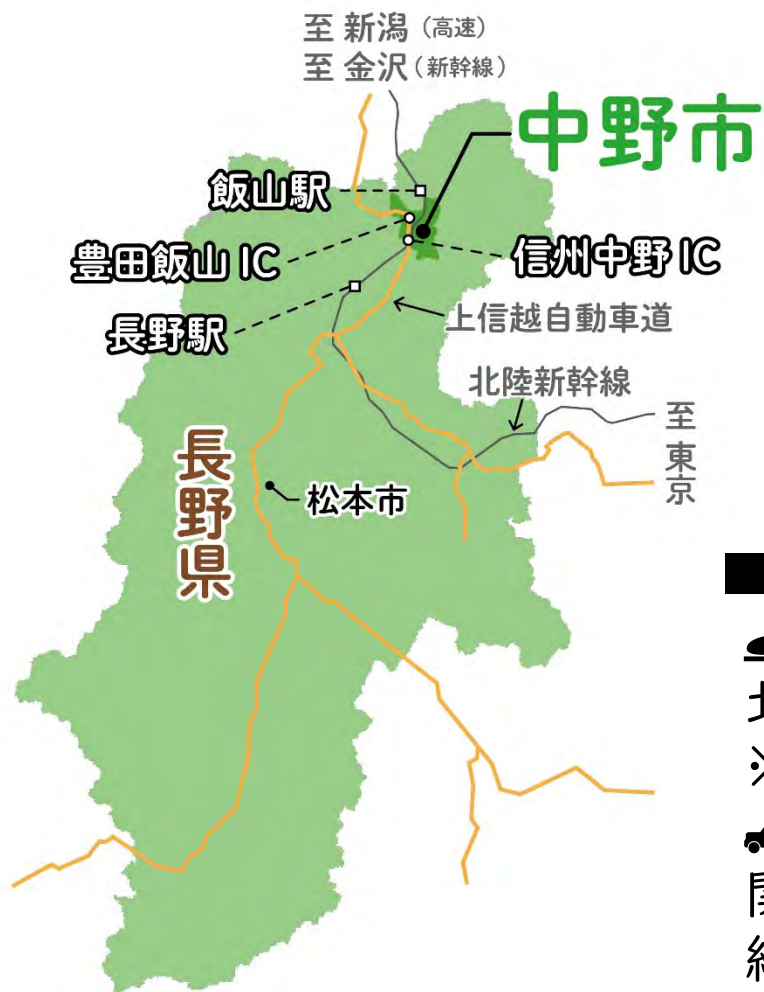 至 新潟（高速）
至 金沢（新幹線）
中野市
飯山駅
豊田飯山 IC
信州中野 IC
長野駅
上信越自動車道
北陸新幹線
至 東京
長野県
松本市
※
関